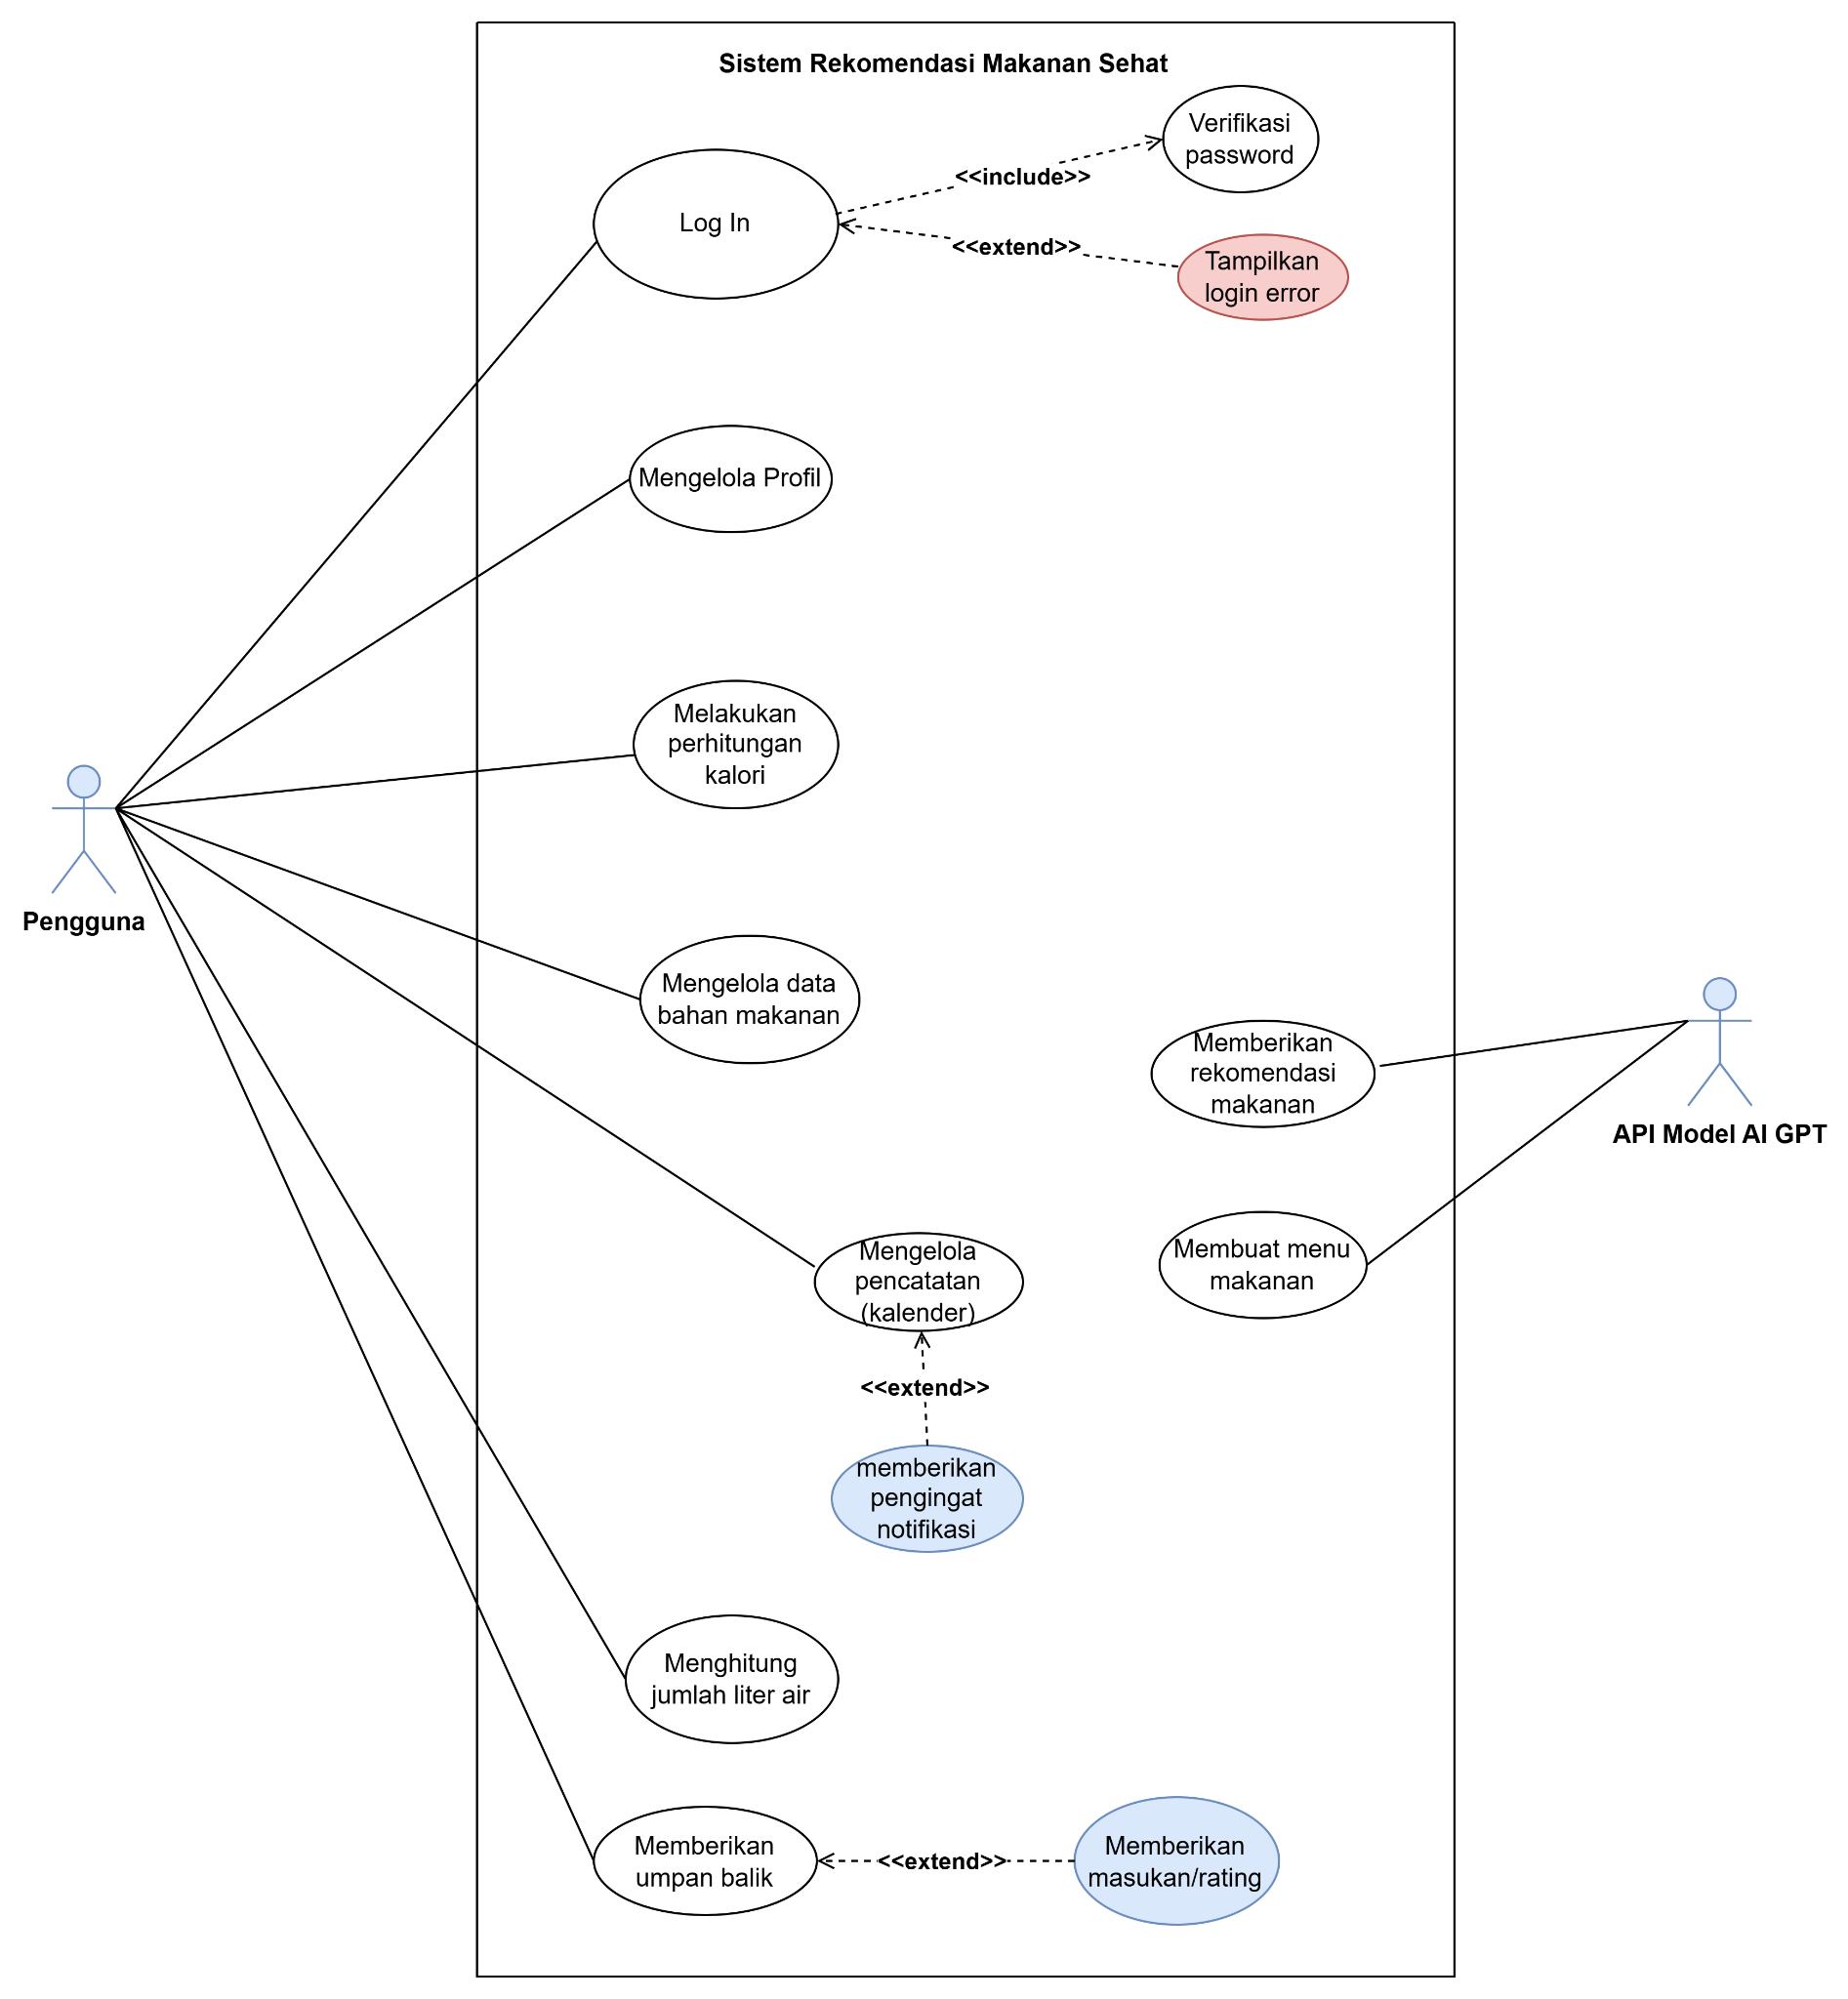 Sistem Rekomendasi Makanan Sehat
Verifikasi
password
<<include>>
Log In
<<extend>>
Tampilkan
login error
Mengelola Profil
Melakukan
perhitungan
kalori
Pengguna
Mengelola data
bahan makanan
Memberikan
rekomendasi
makanan
API Model AI GPT
Mengelola
pencatatan
(kalender)
Membuat menu
makanan
<<extend>>
memberikan
pengingat
notifikasi
Menghitung
jumlah liter air
Memberikan
umpan balik
<<extend>>
Memberikan
masukan/rating